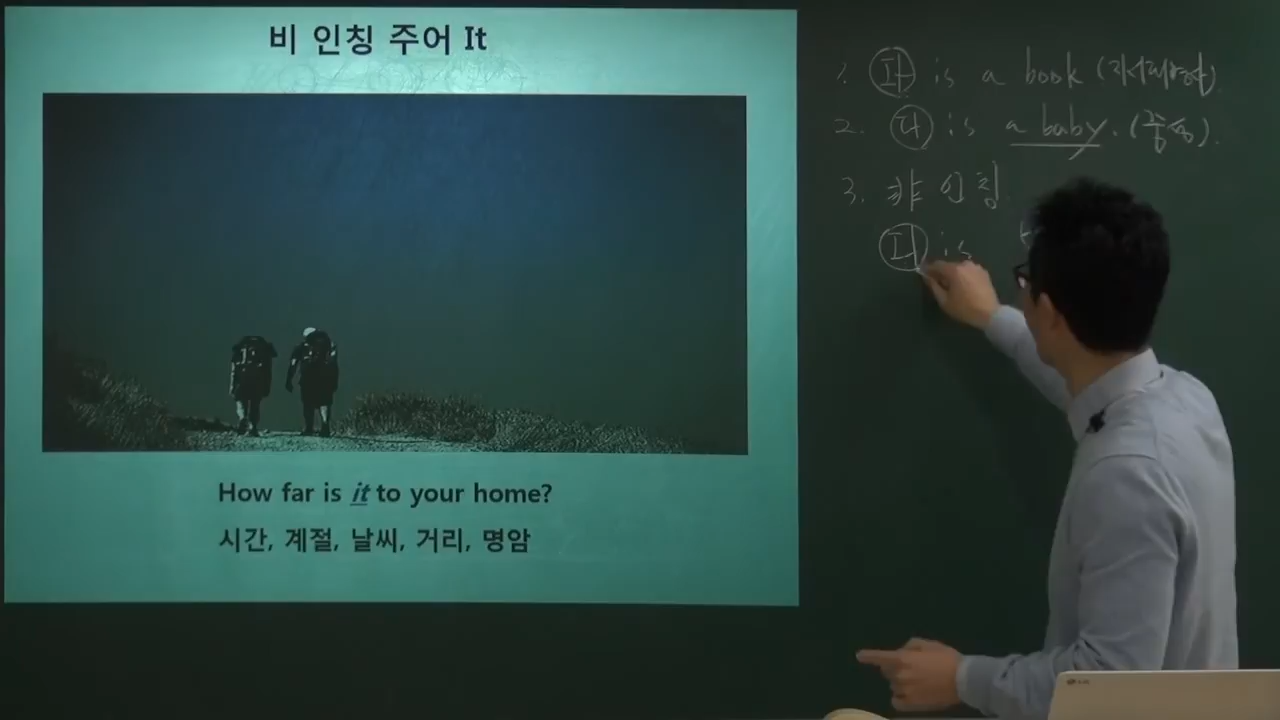 비 인칭 주어 It
How far is it to your home?
시간, 계절, 날씨, 거리, 명암
1. It is a book (지시대명사).
2. It is a baby. (중성).
3. 非 인칭
It is